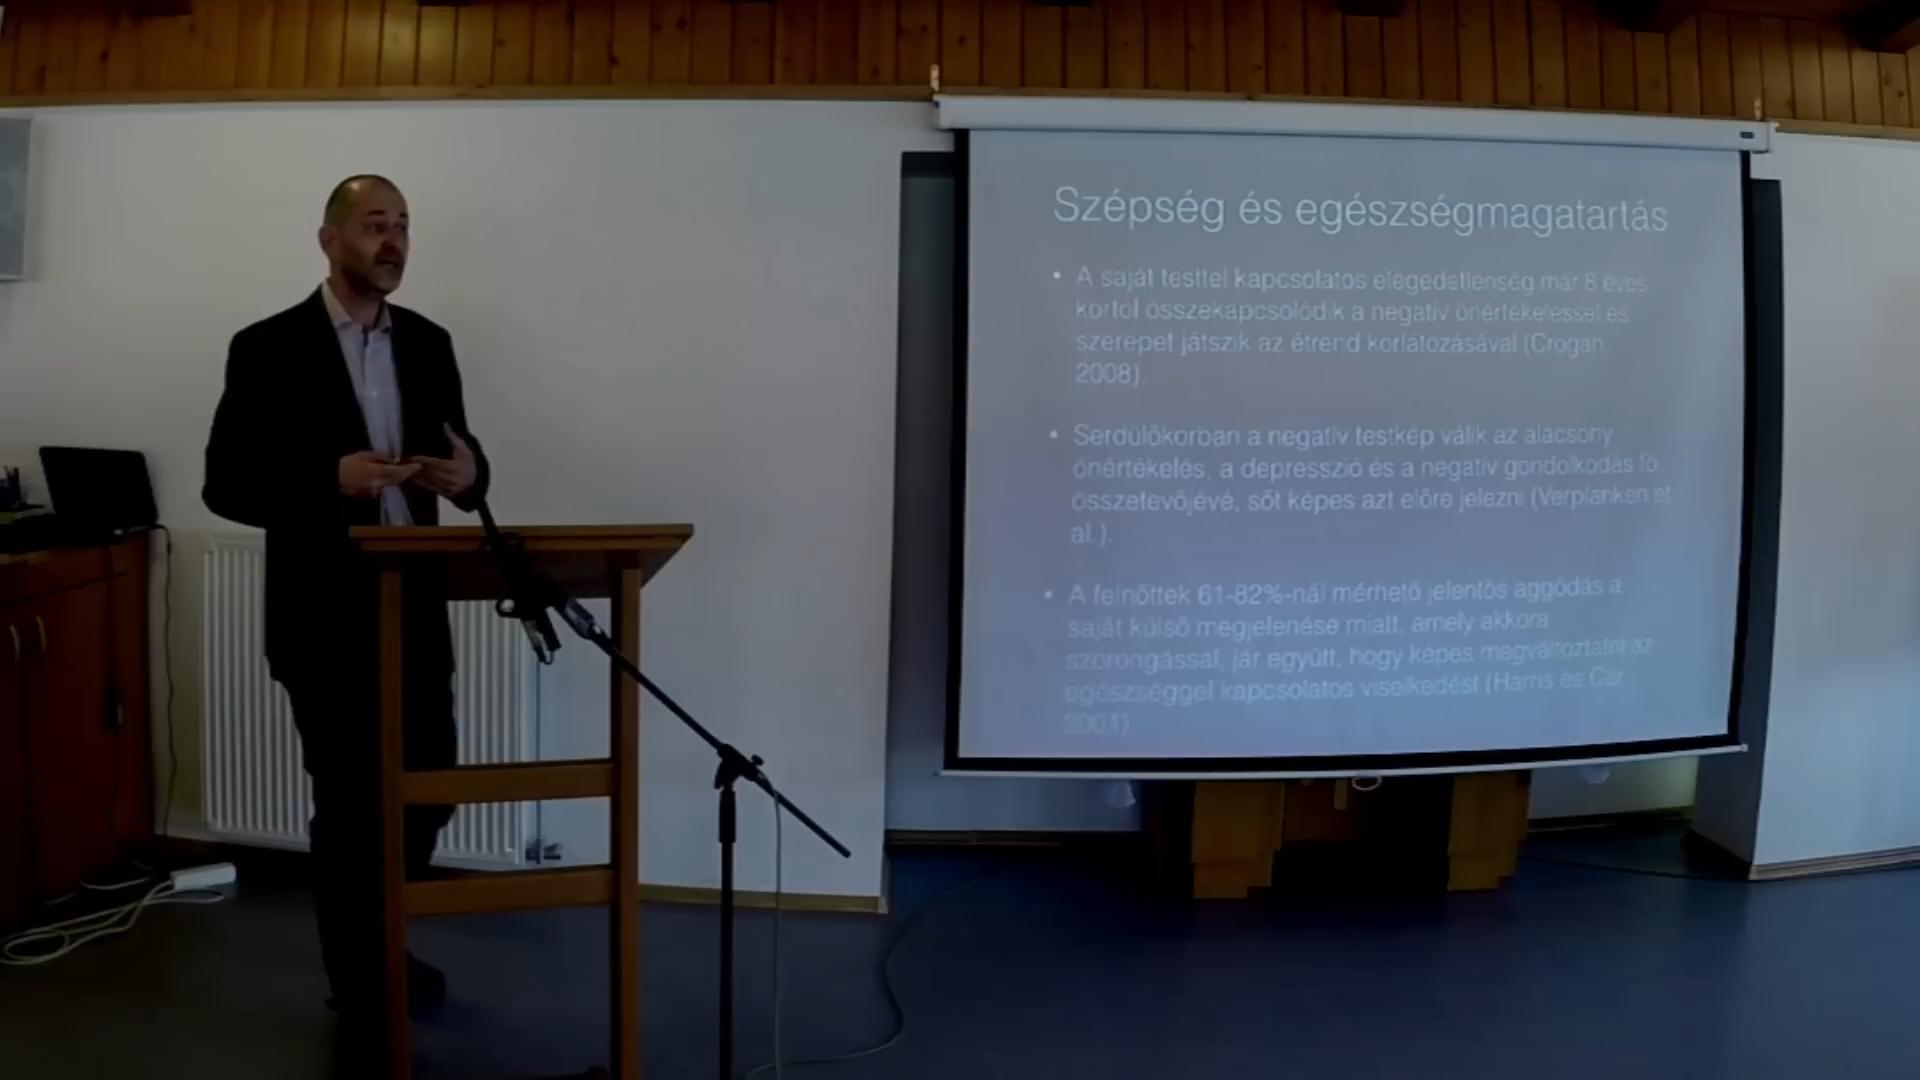 Szépség és egészségmagatartás
• A saját testtel kapcsolatos elégedetlenség már 8 éves
kortól összekapcsolódik a negatív önértékeléssel és
szerepet játszik az étrend korlátozásával (Crogan
2008).
• Serdülőkorban a negatív testkép válik az alacsony
önértékelés, a depresszió és a negatív gondolkodás fő
összetevőjévé, sőt képes azt előre jelezni (Verplanken et
al.).
• A felnőttek 61-82%-nál mérhető jelentős aggódás a
saját külső megjelenése miatt, amely akkora
szorongással, jár együtt, hogy képes megváltoztatni az
egészséggel kapcsolatos viselkedést (Harris és Car
2001)